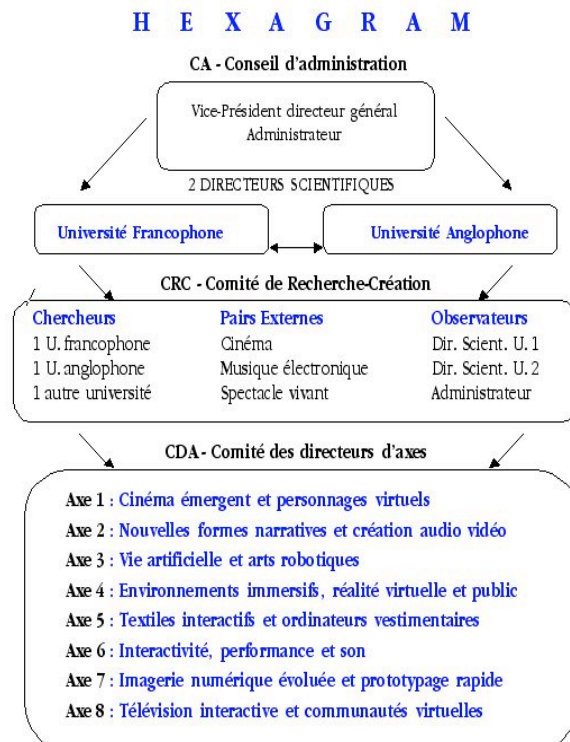 H E X A G R A M
CA - Conseil d'administration
Vice-Président directeur général
Administrateur
2 DIRECTEURS SCIENTIFIQUES
Université Francophone
Université Anglophone
CRC - Comité de Recherche-Création
Chercheurs Pairs Externes Observateurs
1 U. francophone Cinéma Dir. Scient. U. 1
1 U. anglophone Musique électronique Dir. Scient. U. 2
1 autre université Spectacle vivant Administrateur
CDA - Comité des directeurs d'axes
Axe 1 : Cinéma émergent et personnages virtuels
Axe 2 : Nouvelles formes narratives et création audio vidéo
Axe 3 : Vie artificielle et arts robotiques
Axe 4 : Environnements immersifs, réalité virtuelle et public
Axe 5 : Textiles interactifs et ordinateurs vestimentaires
Axe 6 : Interactivité, performance et son
Axe 7 : Imagerie numérique évoluée et prototypage rapide
Axe 8 : Télévision interactive et communautés virtuelles